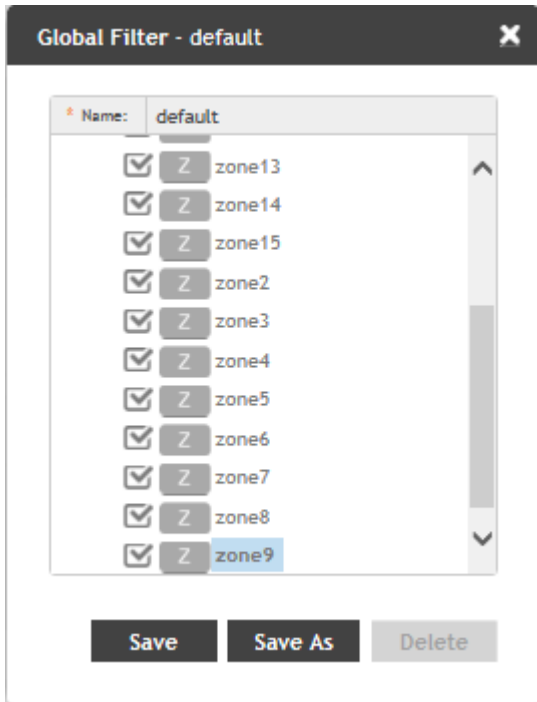 Global Filter - default
* Name: default
Z zone13
Z zone14
Z zone15
Z zone2
Z zone3
Z zone4
Z zone5
Z zone6
Z zone7
Z zone8
Z zone9
Save Save As Delete